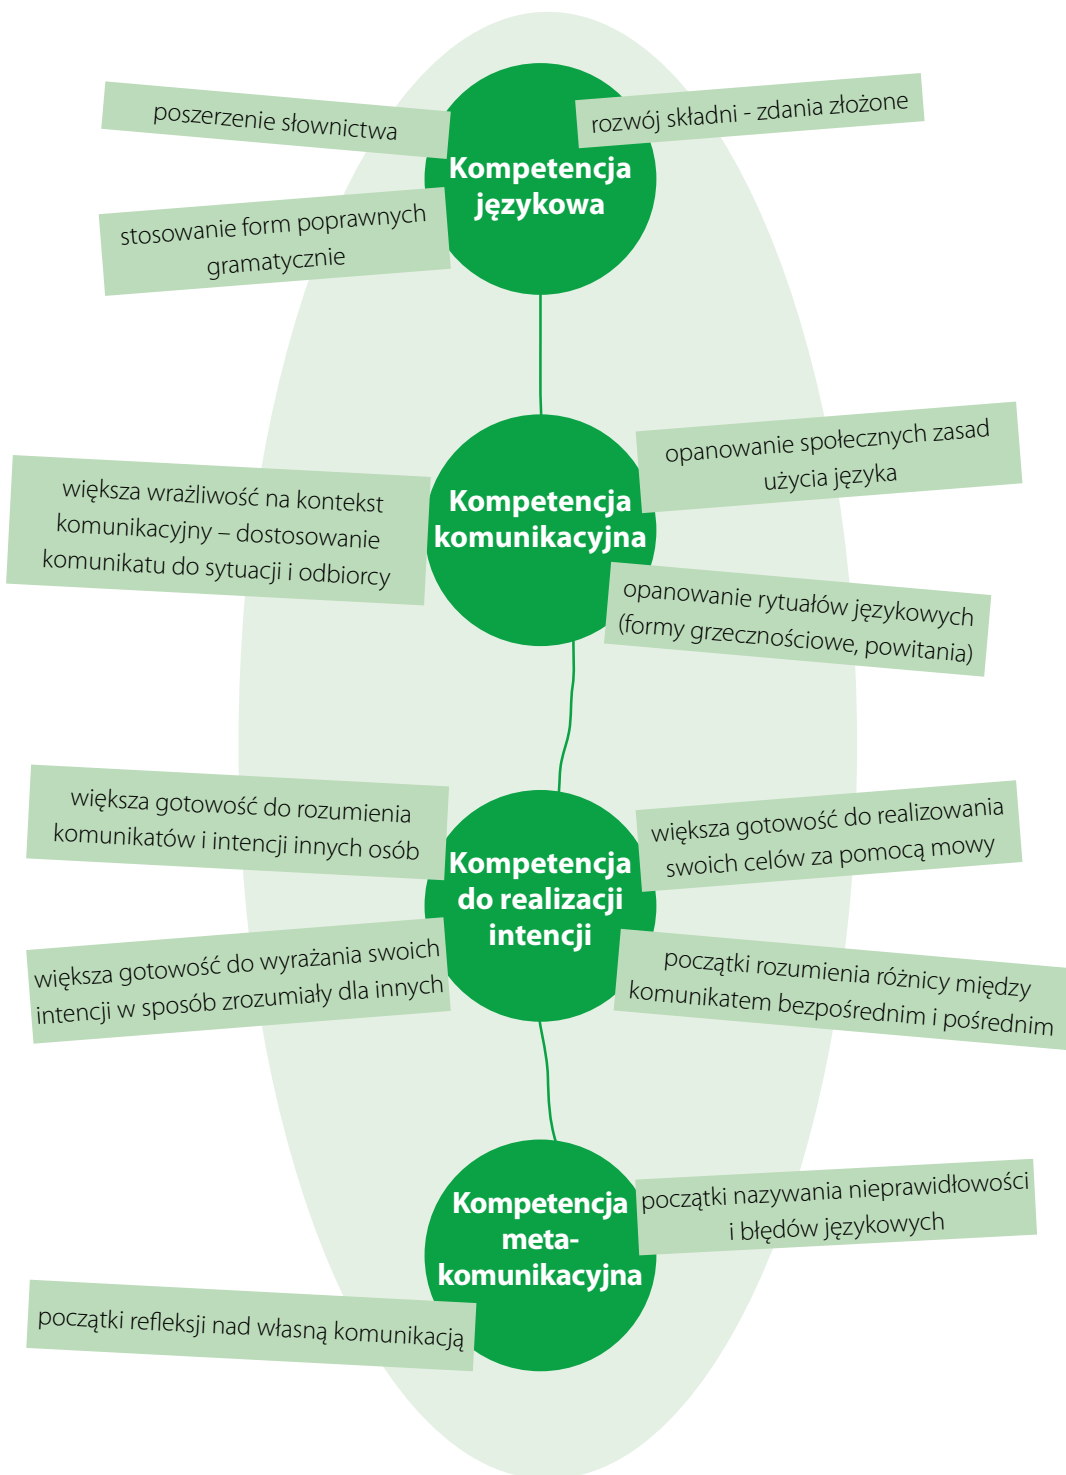 poszerzenie słownictwa
rozwój składni - zdania złożone
Kompetencja
językowa
stosowanie form poprawnych
gramatycznie
opanowanie społecznych zasad
użycia języka
większa wrażliwość na kontekst
komunikacyjny – dostosowanie
komunikatu do sytuacji i odbiorcy
Kompetencja
komunikacyjna
opanowanie rytuałów językowych
(formy grzecznościowe, powitania)
większa gotowość do rozumienia
komunikatów i intencji innych osób
większa gotowość do realizowania
swoich celów za pomocą mowy
Kompetencja
do realizacji
intencji
większa gotowość do wyrażania swoich
intencji w sposób zrozumiały dla innych
początki rozumienia różnicy między
komunikatem bezpośrednim i pośrednim
Kompetencja
meta-
komunikacyjna
początki nazywania nieprawidłowości
i błędów językowych
początki refleksji nad własną komunikacją